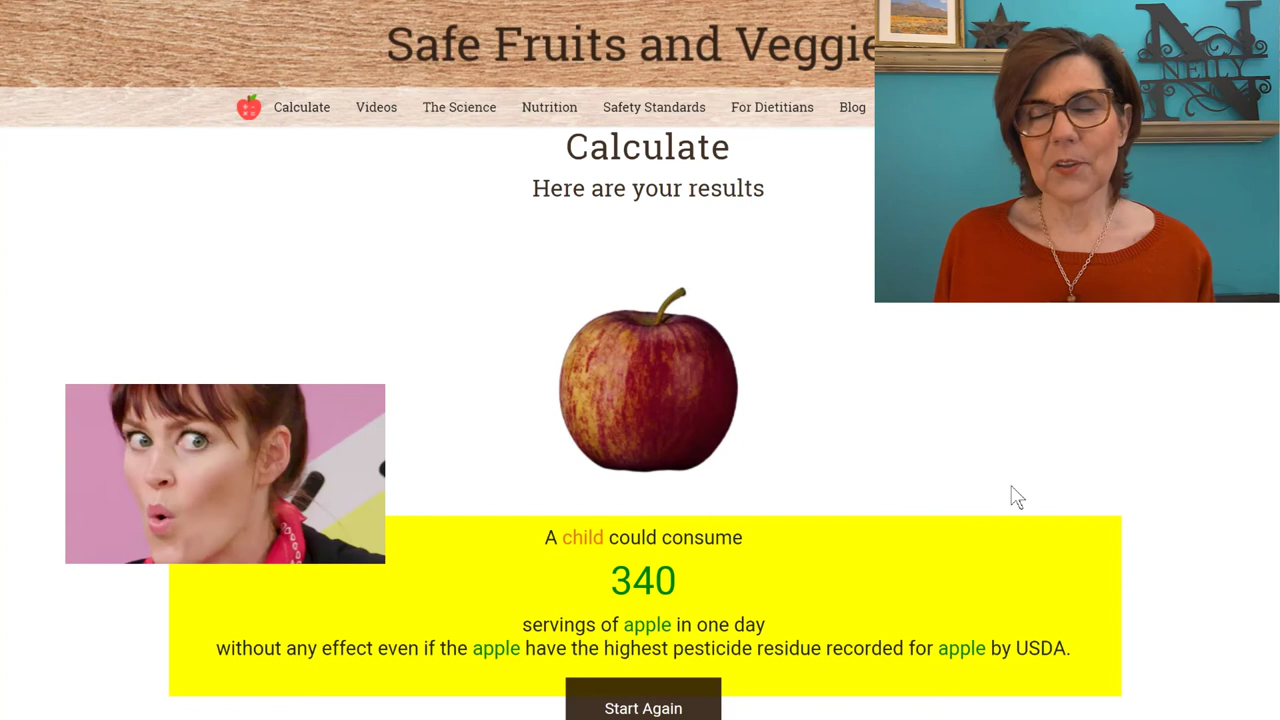 Safe Fruits and Veggie
Calculate Videos The Science Nutrition Safety Standards For Dietitians Blog
NEILY
N
Calculate
Here are your results
A child could consume
340
servings of apple in one day
without any effect even if the apple have the highest pesticide residue recorded for apple by USDA.
Start Again